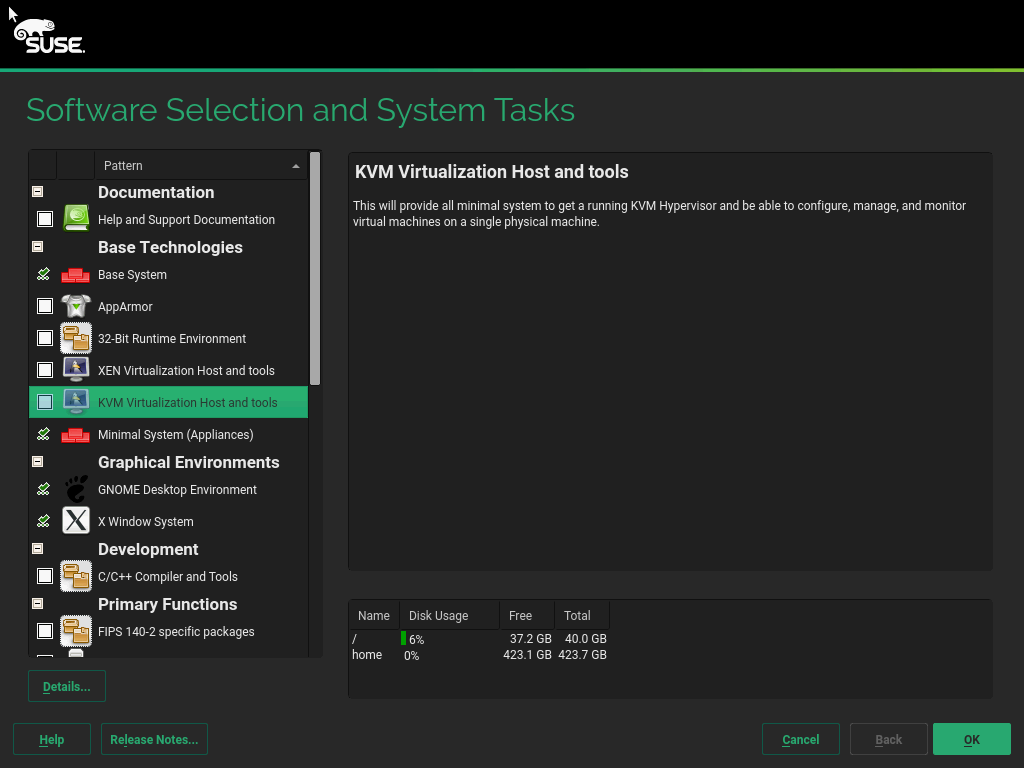 SUSE.
Software Selection and System Tasks
Pattern
Documentation
Help and Support Documentation
Base Technologies
Base System
AppArmor
32-Bit Runtime Environment
XEN Virtualization Host and tools
KVM Virtualization Host and tools
Minimal System (Appliances)
Graphical Environments
GNOME Desktop Environment
X Window System
Development
C/C++ Compiler and Tools
Primary Functions
FIPS 140-2 specific packages
Details...
KVM Virtualization Host and tools
This will provide all minimal system to get a running KVM Hypervisor and be able to configure, manage, and monitor
virtual machines on a single physical machine.
Name Disk Usage Free Total
/ 6% 37.2 GB 40.0 GB
home 0% 423.1 GB 423.7 GB
Help Release Notes... Cancel Back OK